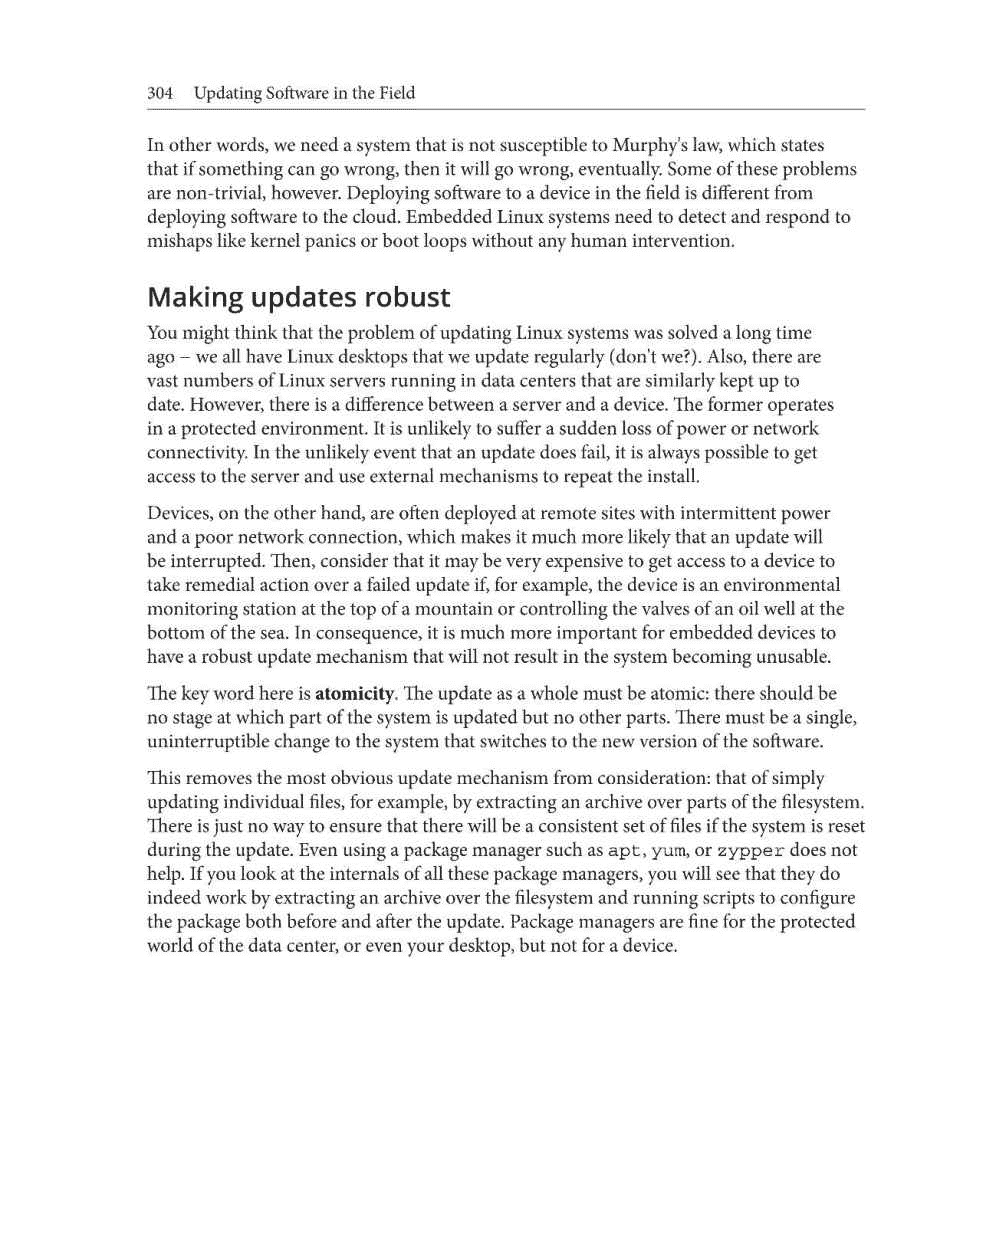 304 Updating Software in the Field
In other words, we need a system that is not susceptible to Murphy's law, which states
that if something can go wrong, then it will go wrong, eventually. Some of these problems
are non-trivial, however. Deploying software to a device in the field is different from
deploying software to the cloud. Embedded Linux systems need to detect and respond to
mishaps like kernel panics or boot loops without any human intervention.
Making updates robust
You might think that the problem of updating Linux systems was solved a long time
ago – we all have Linux desktops that we update regularly (don't we?). Also, there are
vast numbers of Linux servers running in data centers that are similarly kept up to
date. However, there is a difference between a server and a device. The former operates
in a protected environment. It is unlikely to suffer a sudden loss of power or network
connectivity. In the unlikely event that an update does fail, it is always possible to get
access to the server and use external mechanisms to repeat the install.
Devices, on the other hand, are often deployed at remote sites with intermittent power
and a poor network connection, which makes it much more likely that an update will
be interrupted. Then, consider that it may be very expensive to get access to a device to
take remedial action over a failed update if, for example, the device is an environmental
monitoring station at the top of a mountain or controlling the valves of an oil well at the
bottom of the sea. In consequence, it is much more important for embedded devices to
have a robust update mechanism that will not result in the system becoming unusable.
The key word here is atomicity. The update as a whole must be atomic: there should be
no stage at which part of the system is updated but no other parts. There must be a single,
uninterruptible change to the system that switches to the new version of the software.
This removes the most obvious update mechanism from consideration: that of simply
updating individual files, for example, by extracting an archive over parts of the filesystem.
There is just no way to ensure that there will be a consistent set of files if the system is reset
during the update. Even using a package manager such as apt, yum, or zypper does not
help. If you look at the internals of all these package managers, you will see that they do
indeed work by extracting an archive over the filesystem and running scripts to configure
the package both before and after the update. Package managers are fine for the protected
world of the data center, or even your desktop, but not for a device.